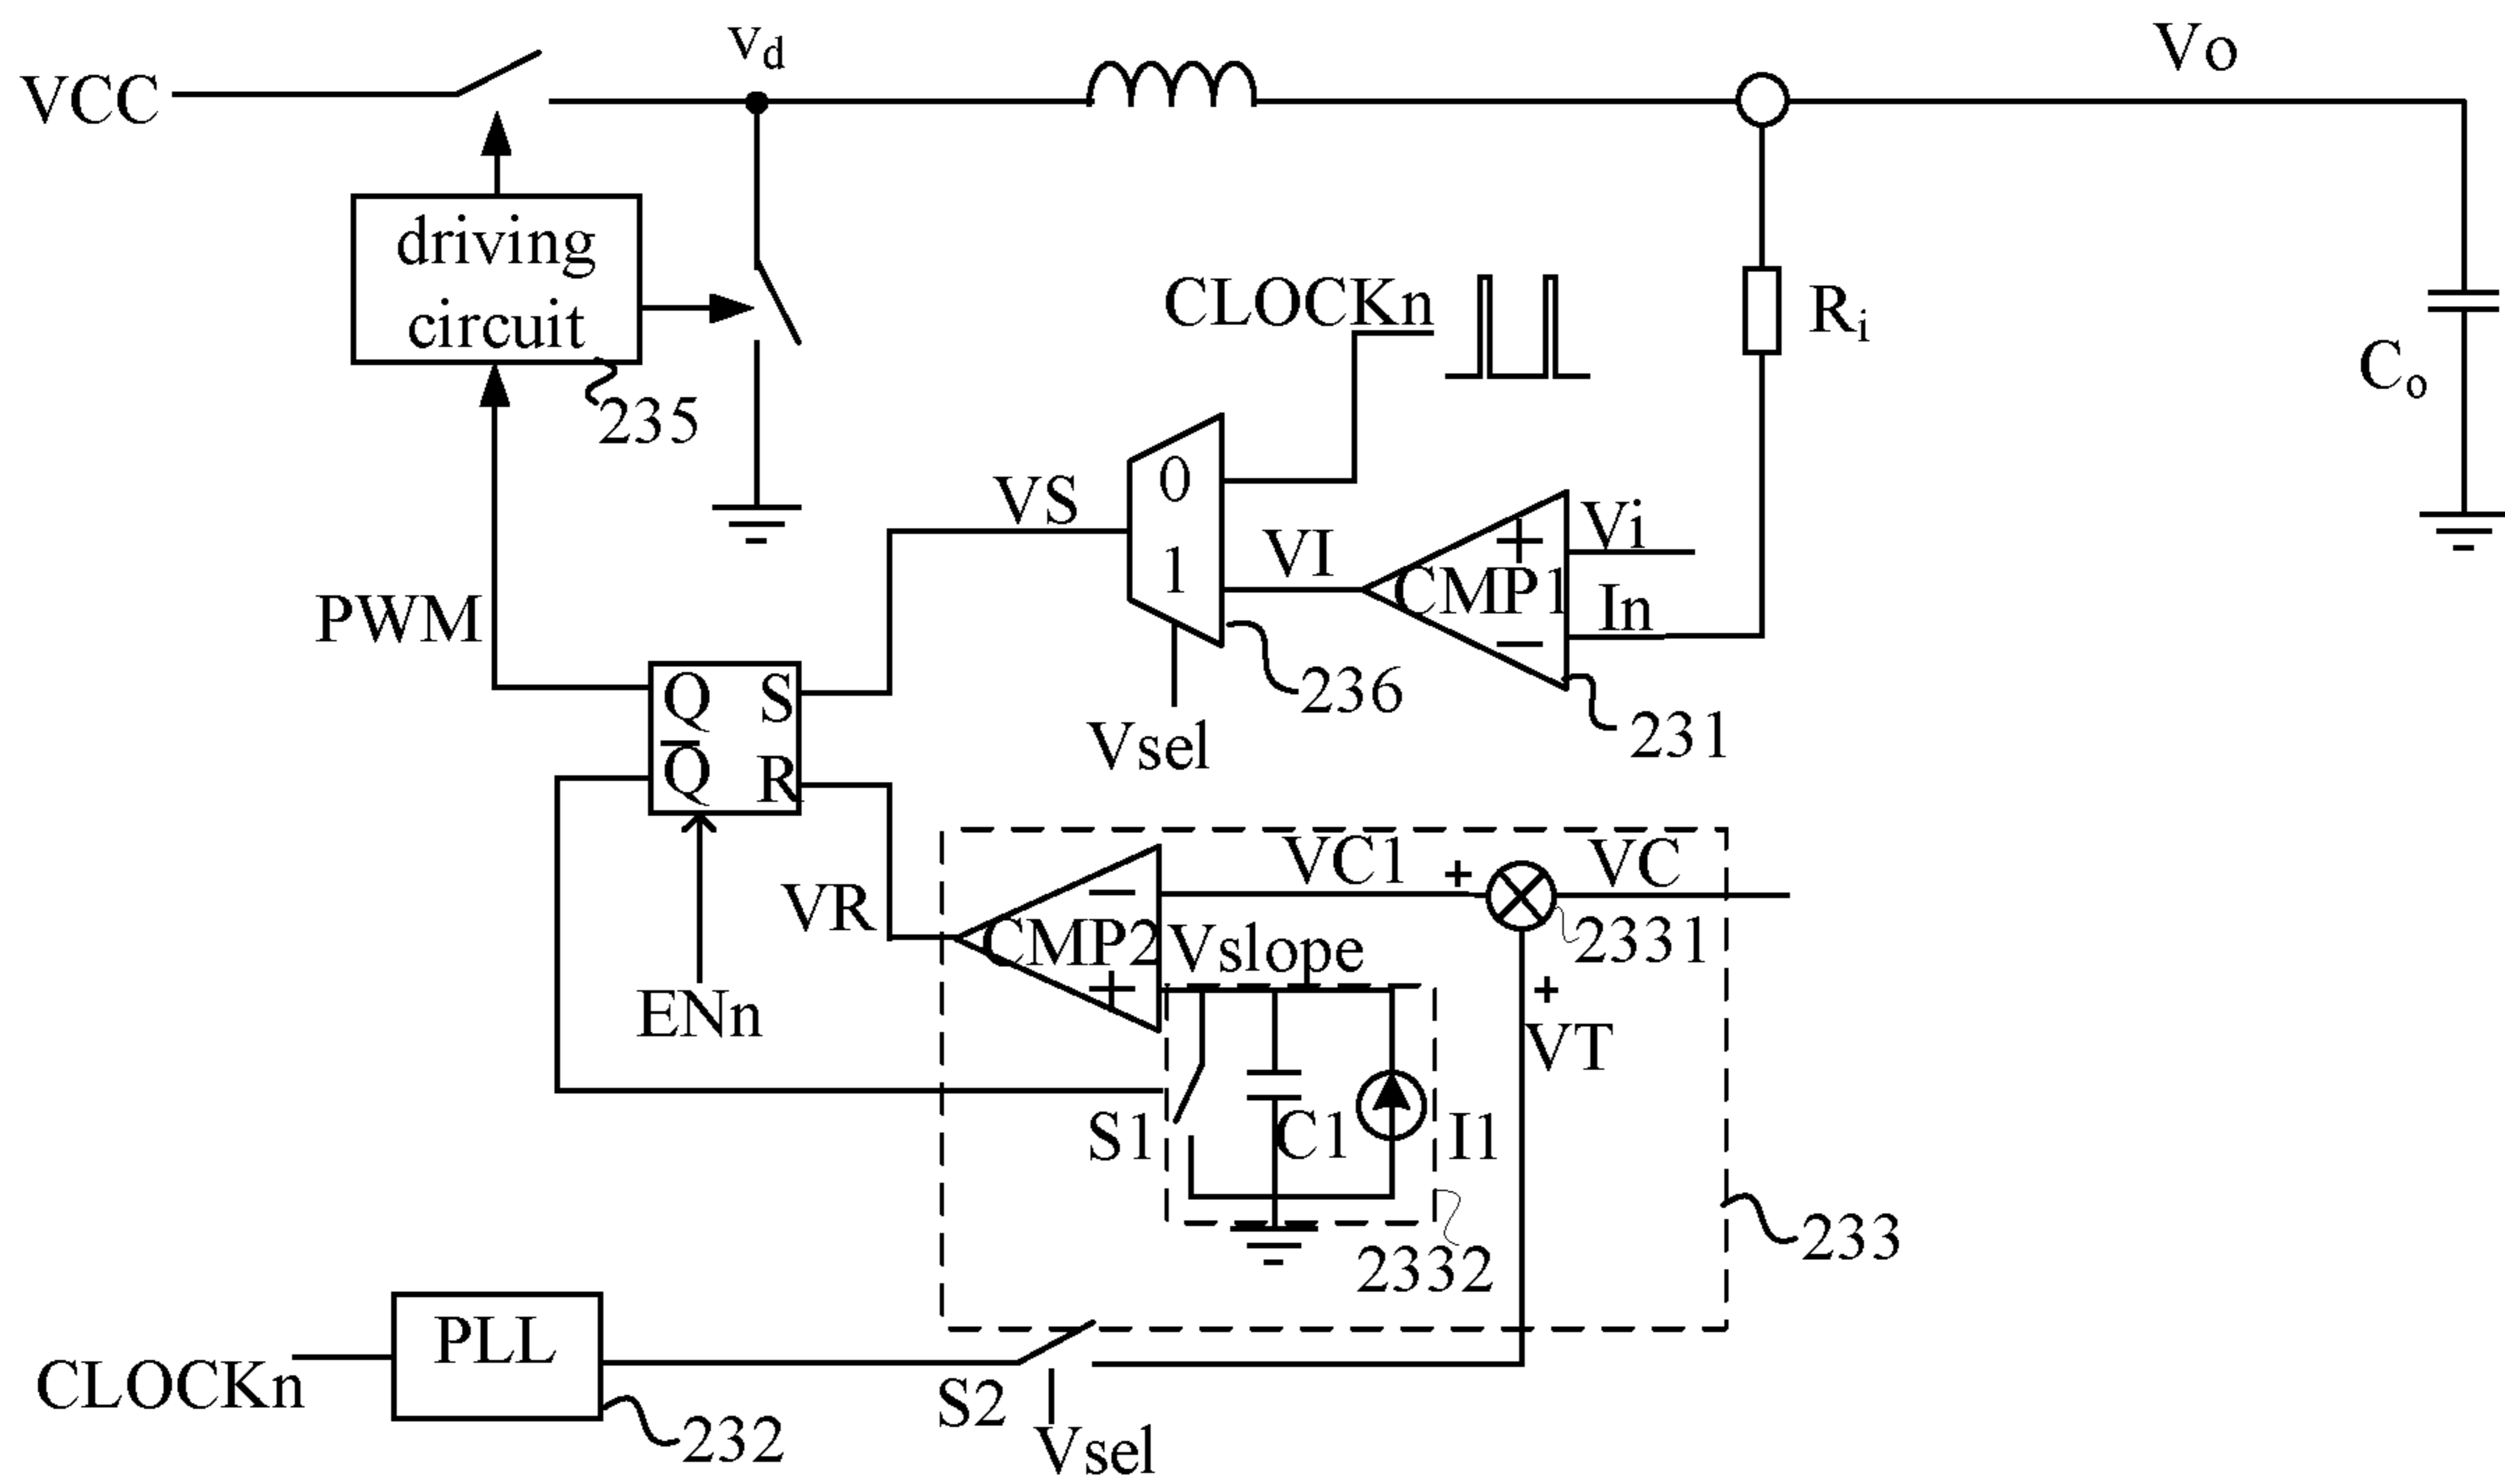 Vo
vd
VCC
driving
circuit
CLOCKn
Ri
Co
235
0
VS
Vi
+
VI
1
CMP1
In
PWM
−
236
Q S
231
Vsel
Q R
VC1
+
VC
VR
−
2331
CMP2
Vslope
+
+
ENn
VT
S1
C1
I1
233
2332
PLL
CLOCKn
S2
232
Vsel